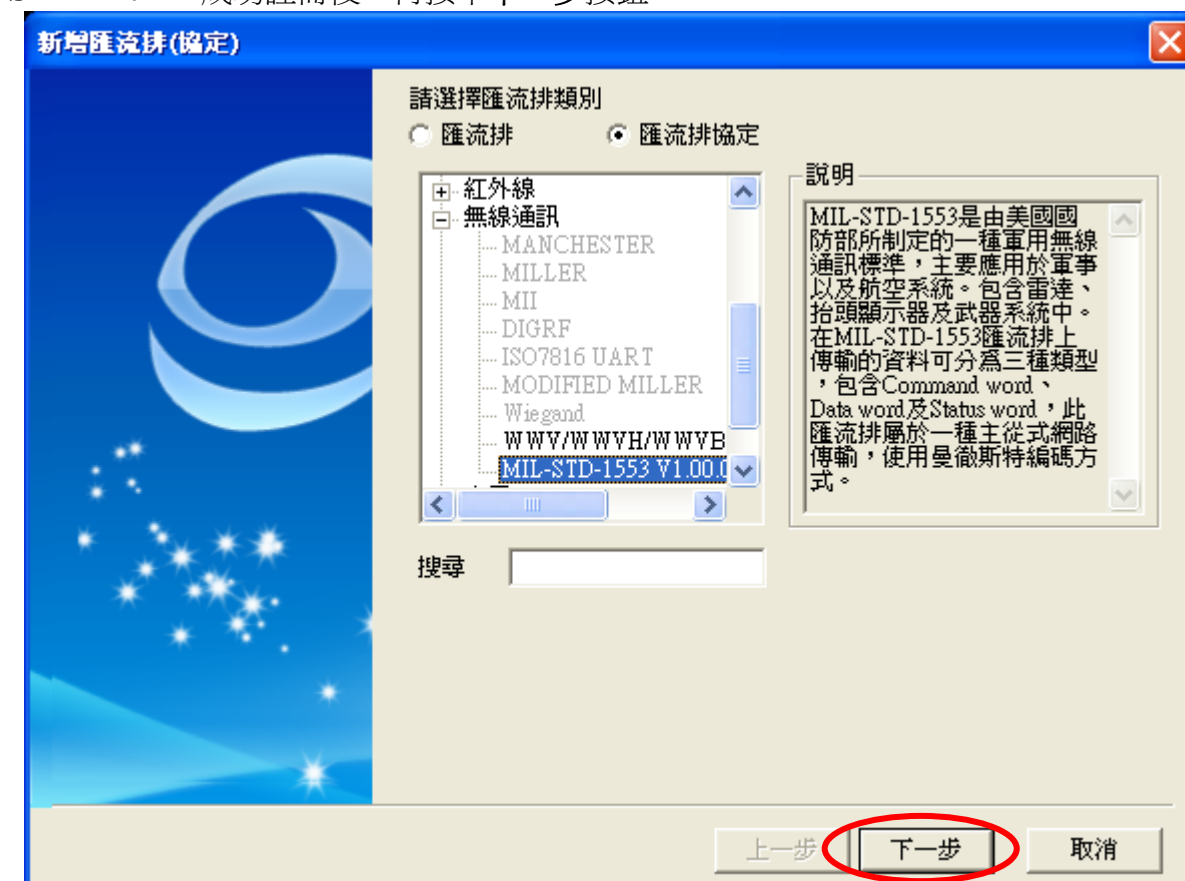 新增匯流排(協定)
請選擇匯流排類別
匯流排
匯流排協定
紅外線
無線通訊
MANCHESTER
MILLER
MII
DIGRF
ISO7816 UART
MODIFIED MILLER
Wiegand
WWV/WWVH/WWVB
MIL-STD-1553 V1.00.0
搜尋
說明
MIL-STD-1553是由美國國
防部所制定的一種軍用無線
通訊標準,主要應用於軍事
以及航空系統。包含雷達、
抬頭顯示器及武器系統中。
在MIL-STD-1553匯流排上
傳輸的資料可分為三種類型
,包含Command word、
Data word及Status word,此
匯流排屬於一種主從式網路
傳輸,使用曼徹斯特編碼方
式。
上一步
下一步
取消